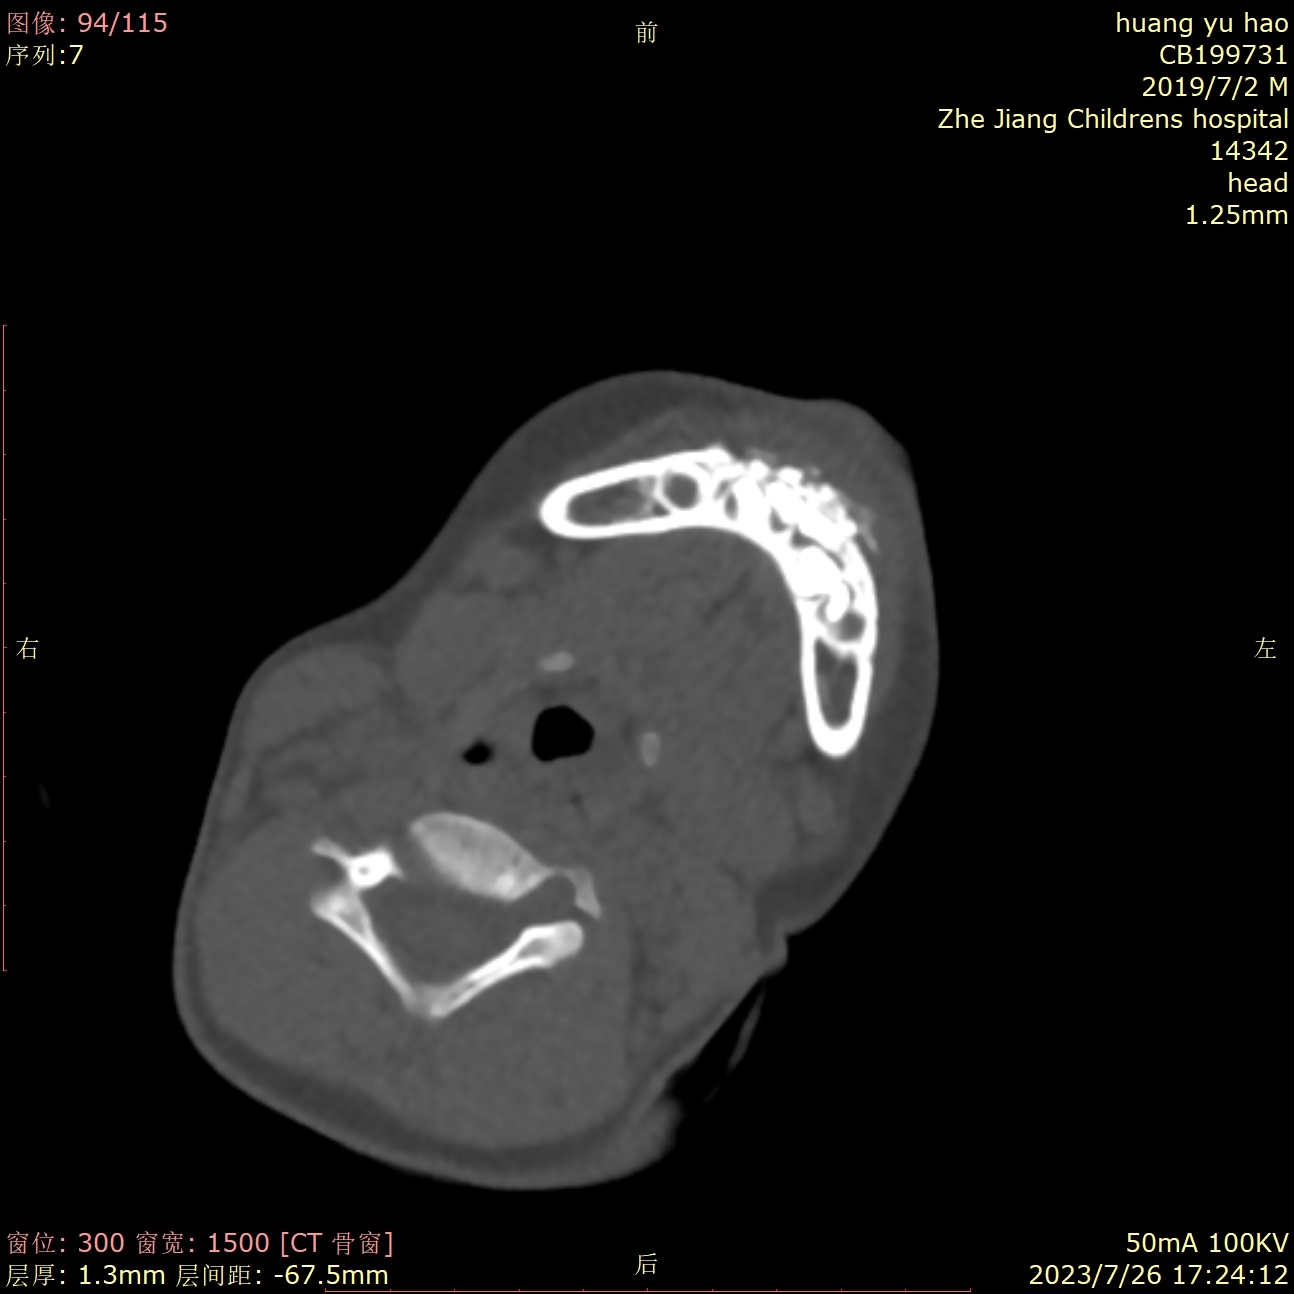 图像: 94/115
序列:7
前
huang yu hao
CB199731
2019/7/2 M
Zhe Jiang Childrens hospital
14342
head
1.25mm
右
左
窗位: 300 窗宽: 1500 [CT 骨窗]
层厚: 1.3mm 层间距: -67.5mm
后
50mA 100KV
2023/7/26 17:24:12